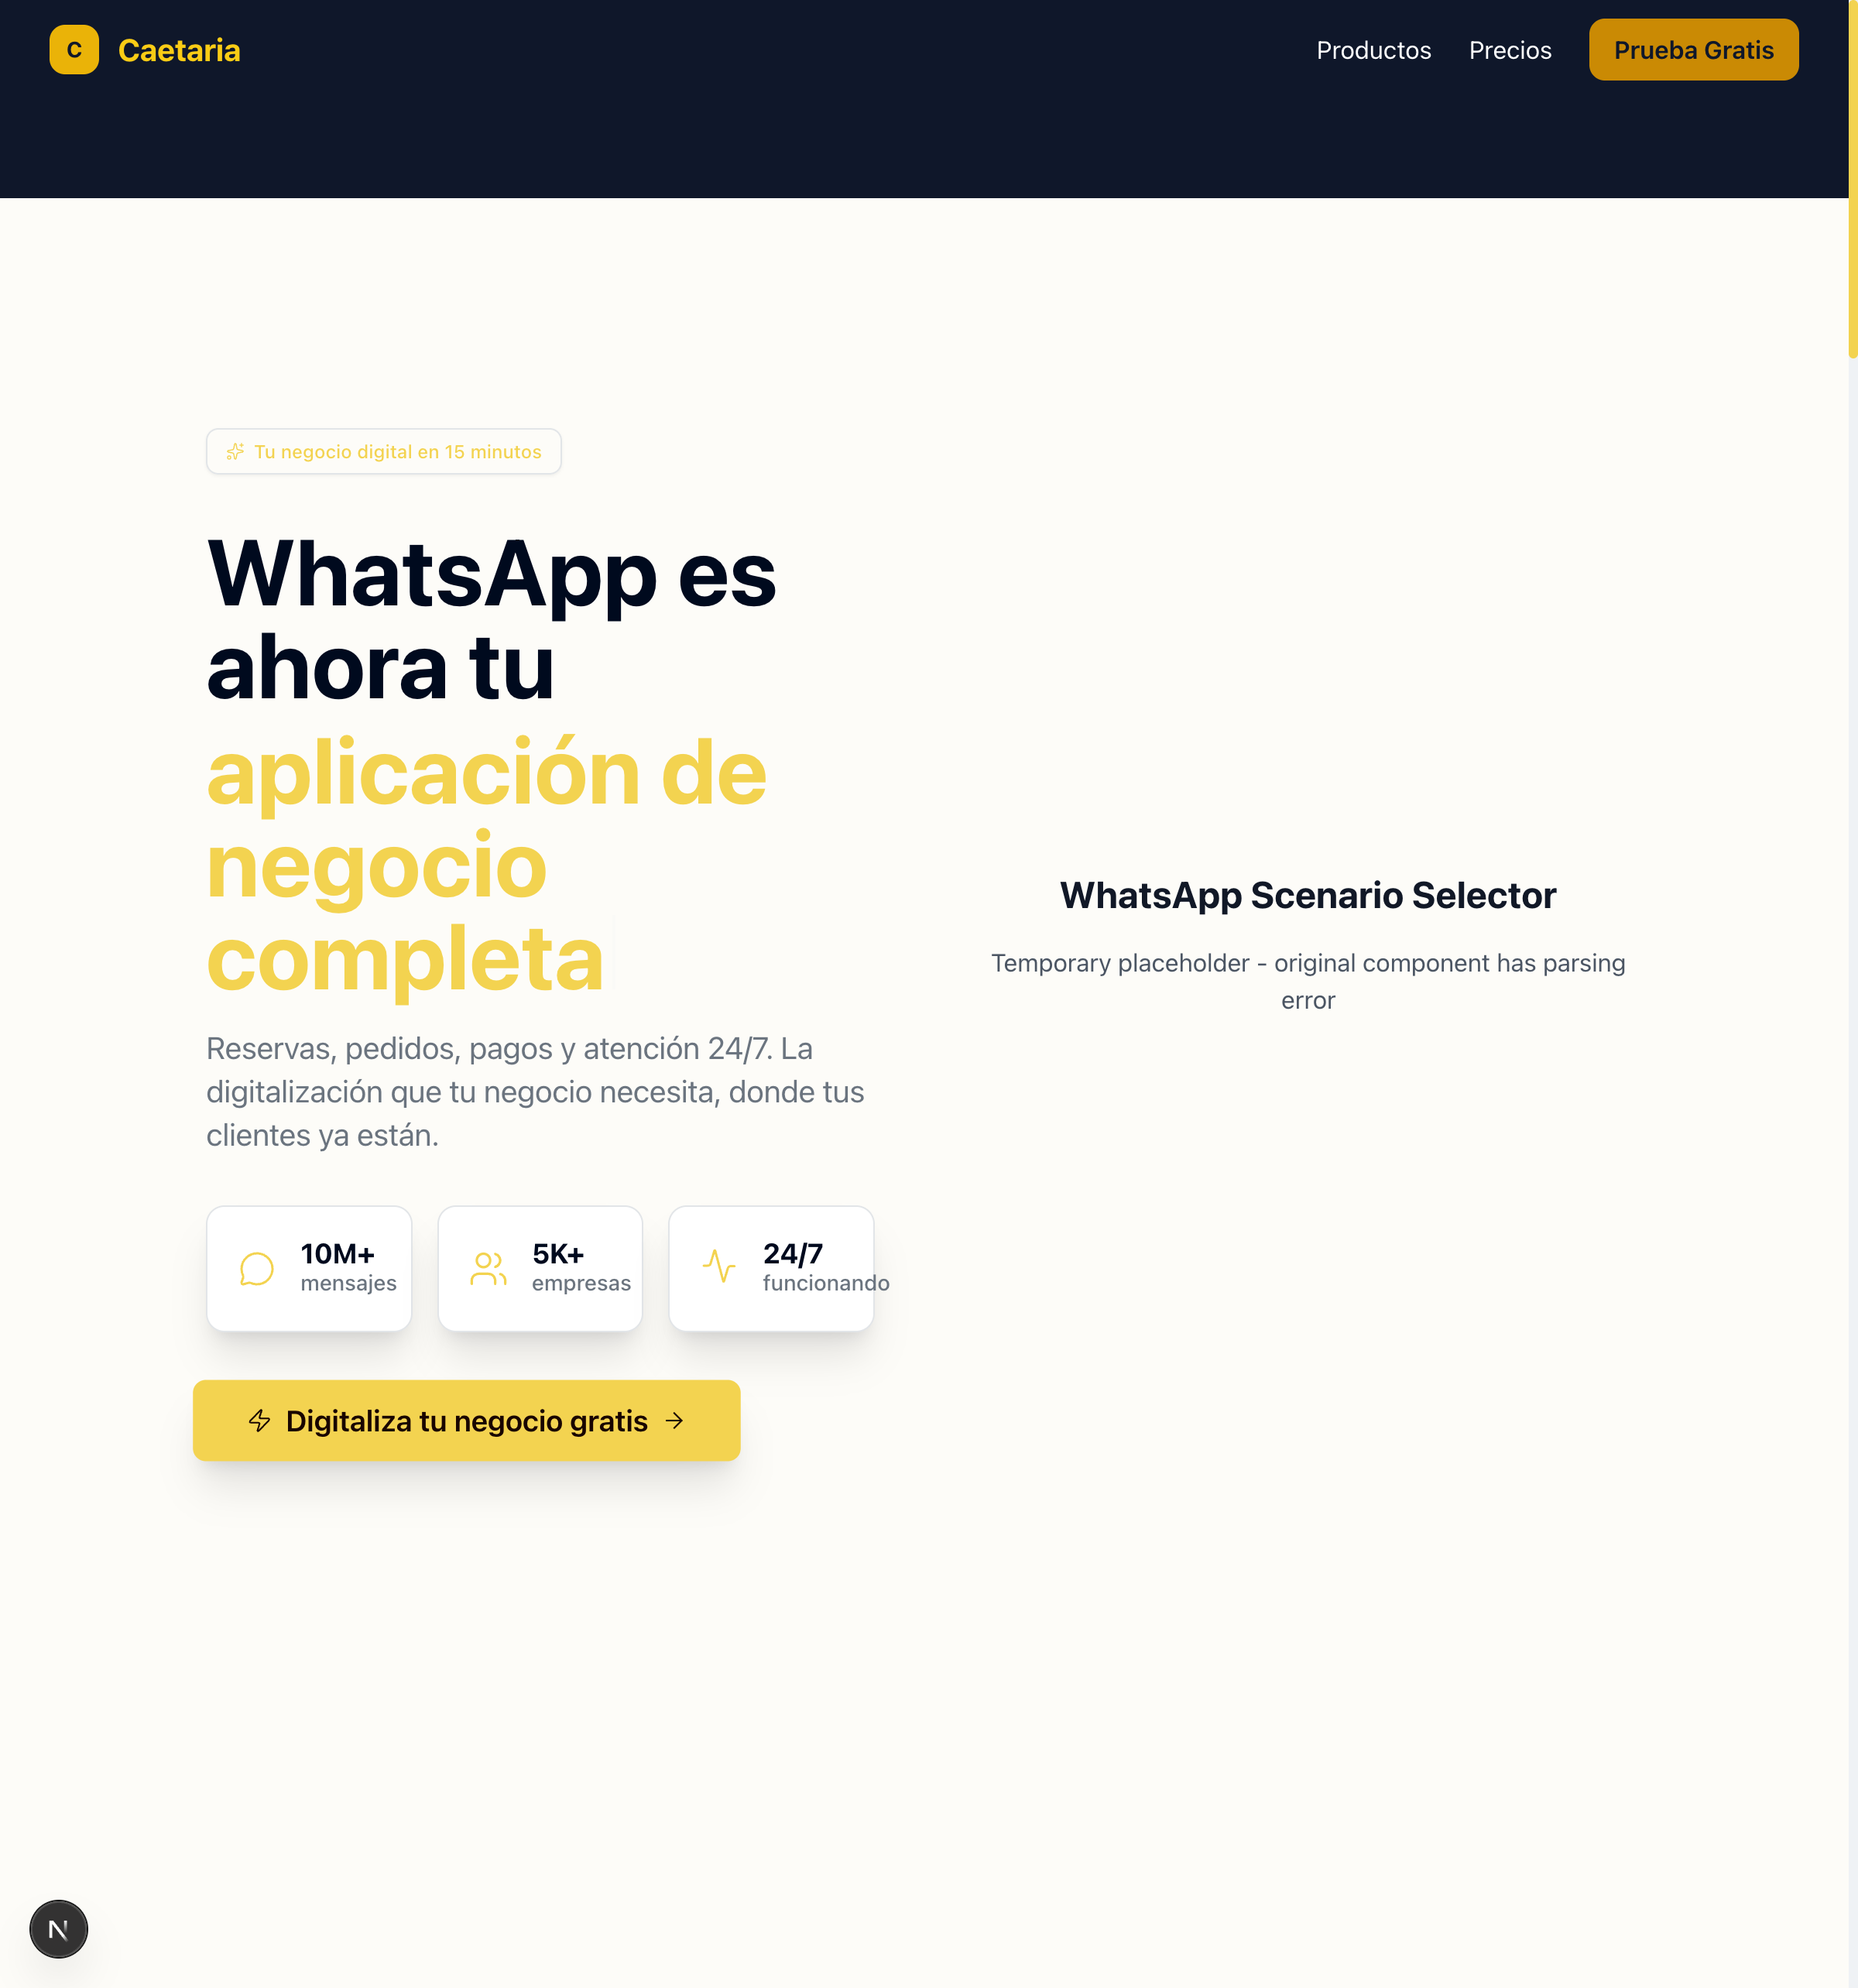 C
Caetaria
Productos
Precios
Prueba Gratis
Tu negocio digital en 15 minutos
WhatsApp es
ahora tu
aplicación de
negocio
completa
Reservas, pedidos, pagos y atención 24/7. La
digitalización que tu negocio necesita, donde tus
clientes ya están.
10M+
mensajes
5K+
empresas
24/7
funcionando
Digitaliza tu negocio gratis
WhatsApp Scenario Selector
Temporary placeholder - original component has parsing
error
N